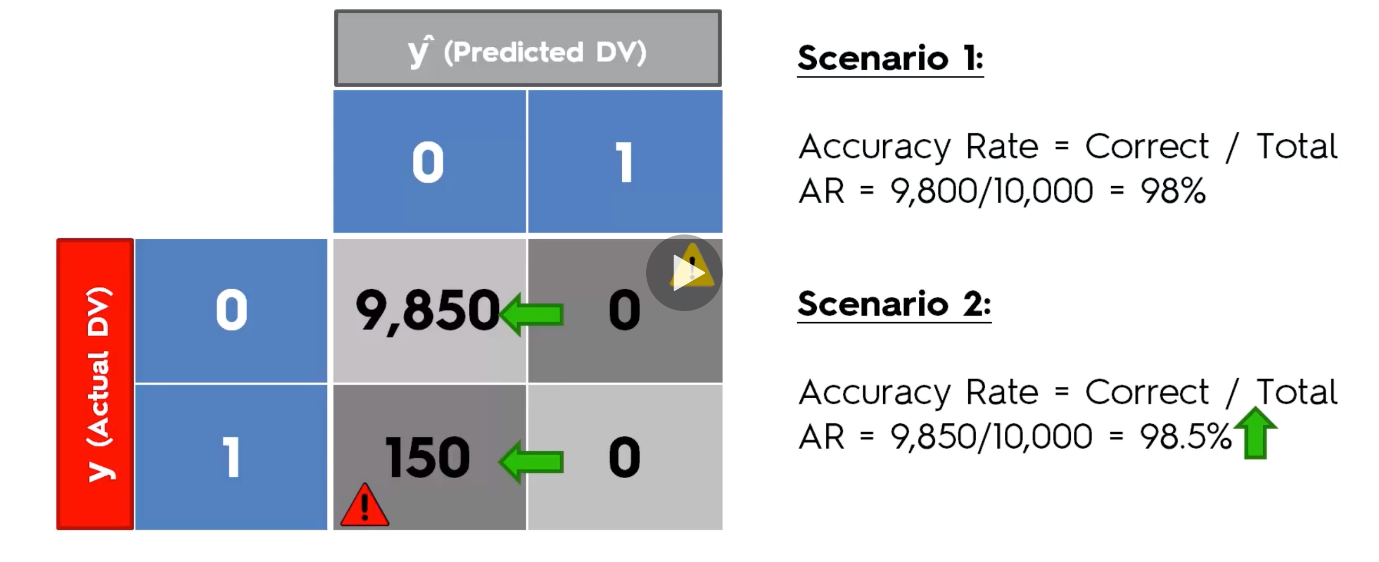 ŷ (Predicted DV)
0 1
y (Actual DV)
0 9,850 0
1 150 0
Scenario 1:
Accuracy Rate = Correct / Total
AR = 9,800/10,000 = 98%
Scenario 2:
Accuracy Rate = Correct / Total
AR = 9,850/10,000 = 98.5%